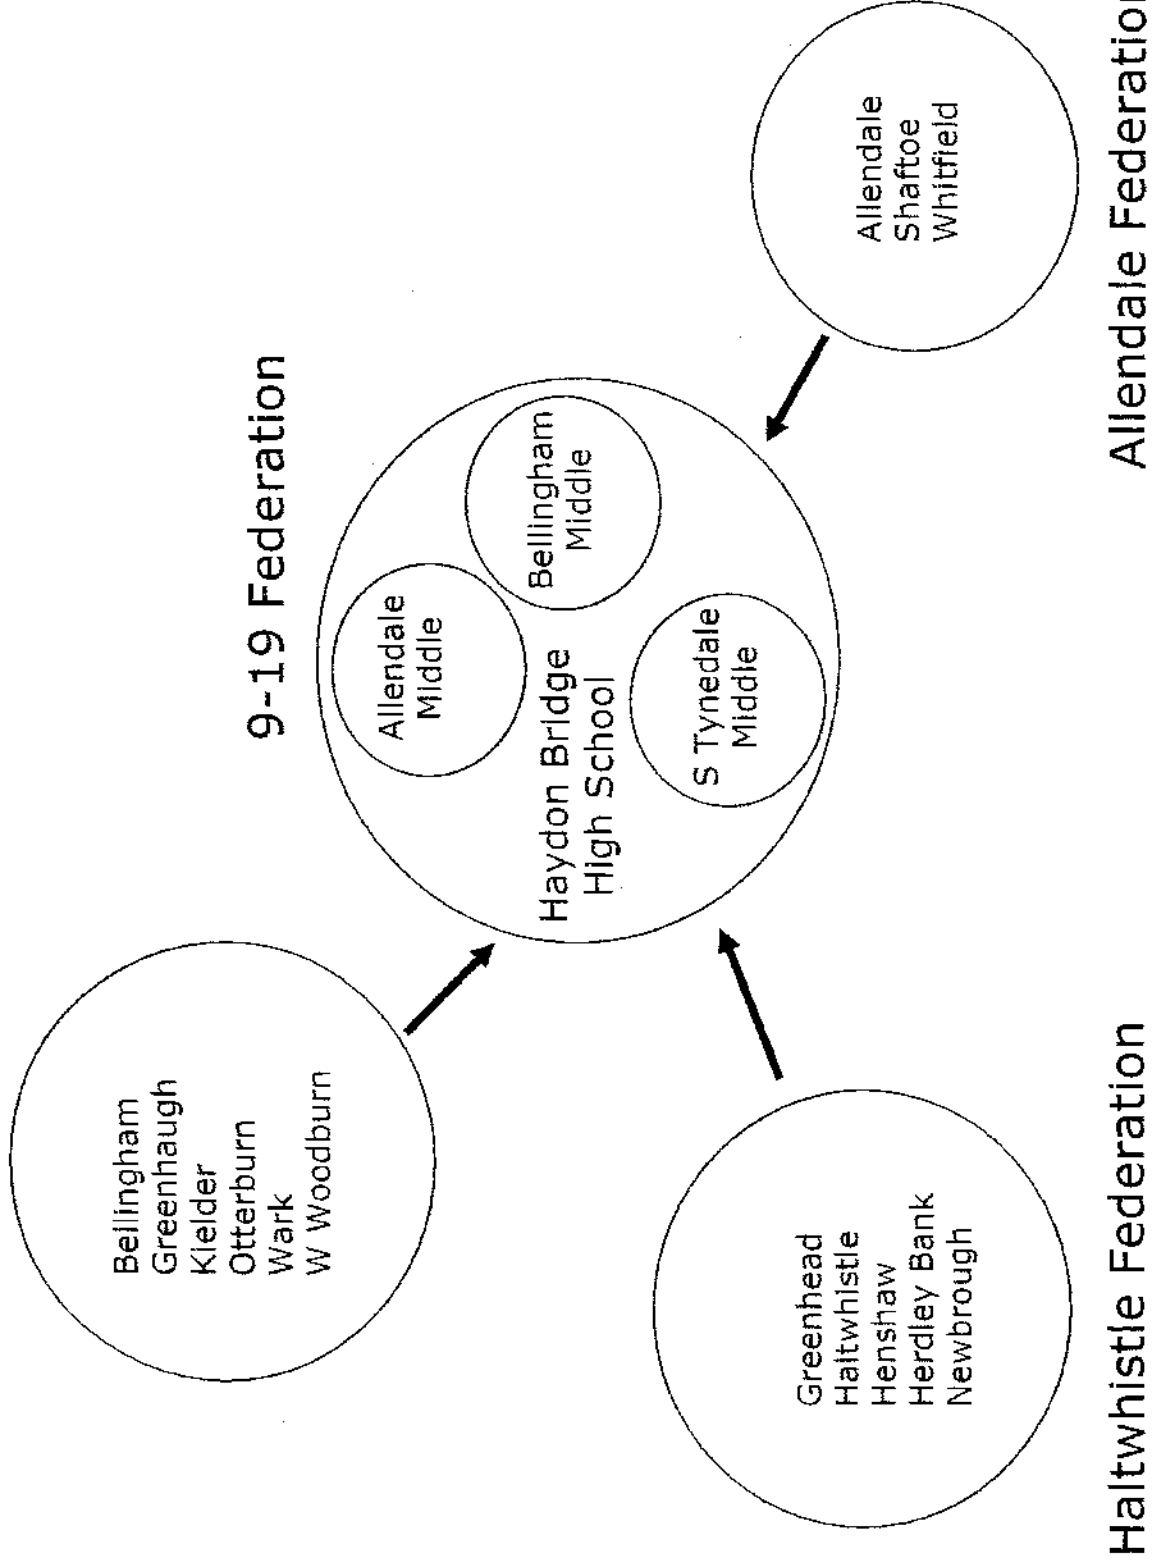 9-19 Federation
Bellingham
Greenhaugh
Kielder
Otterburn
Wark
W Woodburn
Allendale
Middle
Bellingham
Middle
Haydon Bridge
High School
S Tynedale
Middle
Greenhead
Haltwhistle
Henshaw
Herdley Bank
Newbrough
Haltwhistle Federation
Allendale
Shaftoe
Whitfield
Allendale Federation